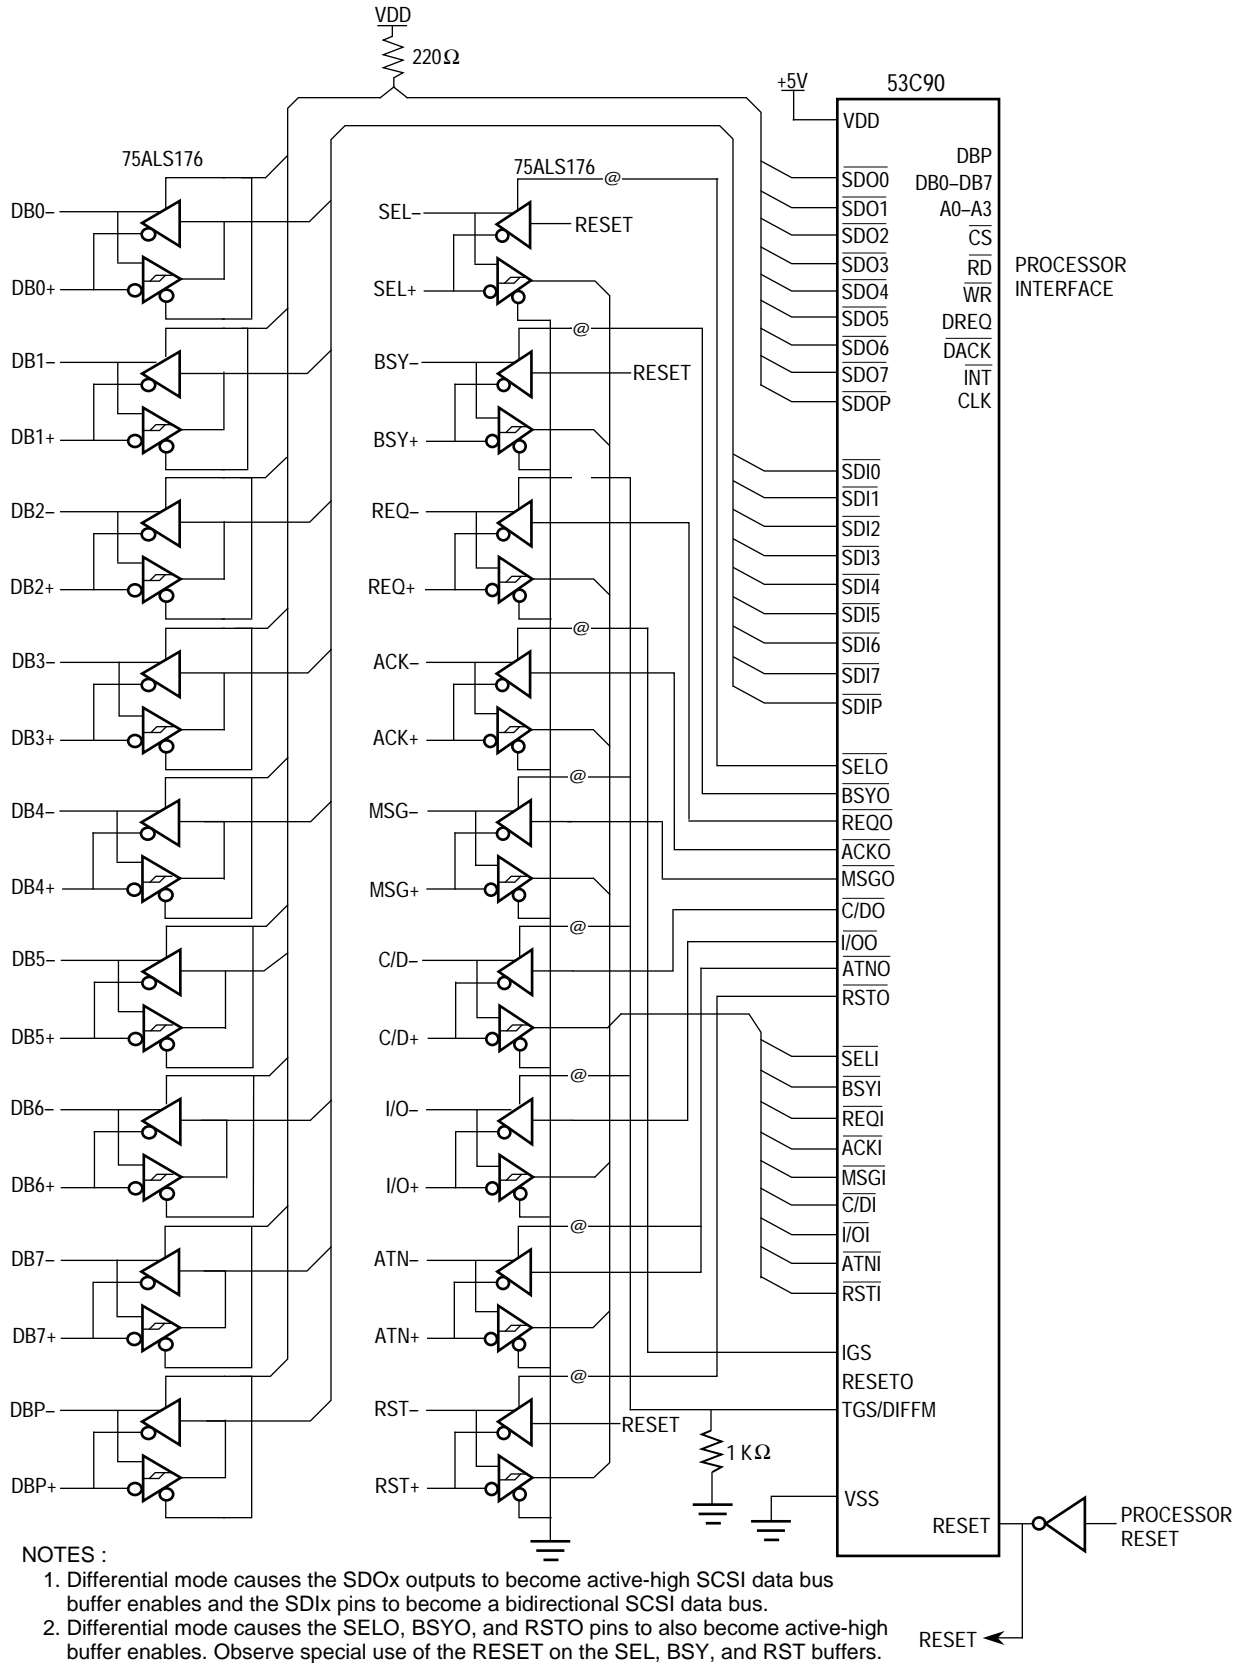 VDD
220Ω
+5V
53C90
75ALS176
DB0–
DB0+
DB1–
DB1+
DB2–
DB2+
DB3–
DB3+
DB4–
DB4+
DB5–
DB5+
DB6–
DB6+
DB7–
DB7+
DBP–
DBP+
75ALS176
@
SEL–
RESET
SEL+
@
BSY–
RESET
BSY+
REQ–
REQ+
@
ACK–
ACK+
@
MSG–
MSG+
@
C/D–
C/D+
@
I/O–
I/O+
@
ATN–
ATN+
@
RST–
RESET
RST+
1 KΩ
VDD
SDO0
SDO1
SDO2
SDO3
SDO4
SDO5
SDO6
SDO7
SDOP
SDI0
SDI1
SDI2
SDI3
SDI4
SDI5
SDI6
SDI7
SDIP
SELO
BSYO
REQO
ACKO
MSGO
C/DO
I/OO
ATNO
RSTO
SELI
BSYI
REQI
ACKI
MSGI
C/DI
I/OI
ATNI
RSTI
IGS
RESETO
TGS/DIFFM
VSS
DBP
DB0–DB7
A0–A3
CS
RD
WR
DREQ
DACK
INT
CLK
PROCESSOR
INTERFACE
RESET
PROCESSOR
RESET
RESET
NOTES :
1. Differential mode causes the SDOx outputs to become active-high SCSI data bus
buffer enables and the SDIx pins to become a bidirectional SCSI data bus.
2. Differential mode causes the SELO, BSYO, and RSTO pins to also become active-high
buffer enables. Observe special use of the RESET on the SEL, BSY, and RST buffers.